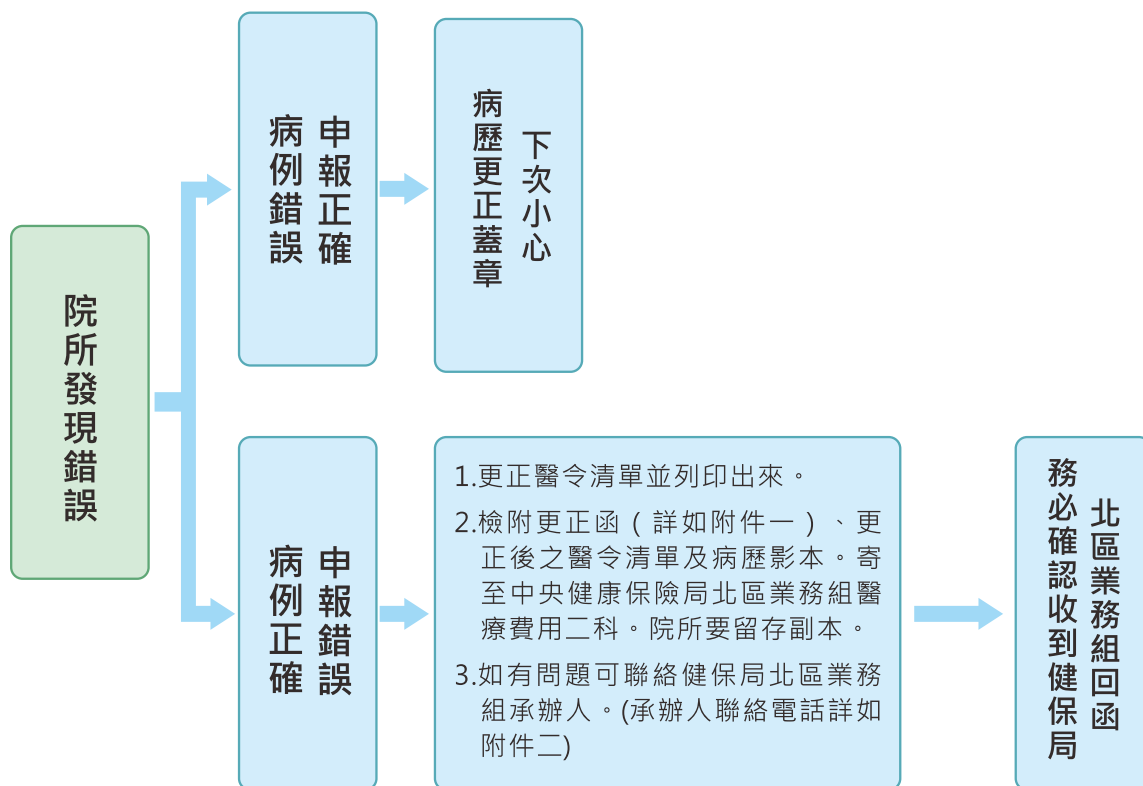 院所發現錯誤
病例錯誤
申報正確
病歷更正蓋章
下次小心
病例正確
申報錯誤
1.更正醫令清單並列印出來。
2.檢附更正函（詳如附件一）、更
正後之醫令清單及病歷影本。寄
至中央健康保險局北區業務組醫
療費用二科。院所要留存副本。
3.如有問題可聯絡健保局北區業務
組承辦人。(承辦人聯絡電話詳如
附件二)
務必確認收到健保局
北區業務組回函